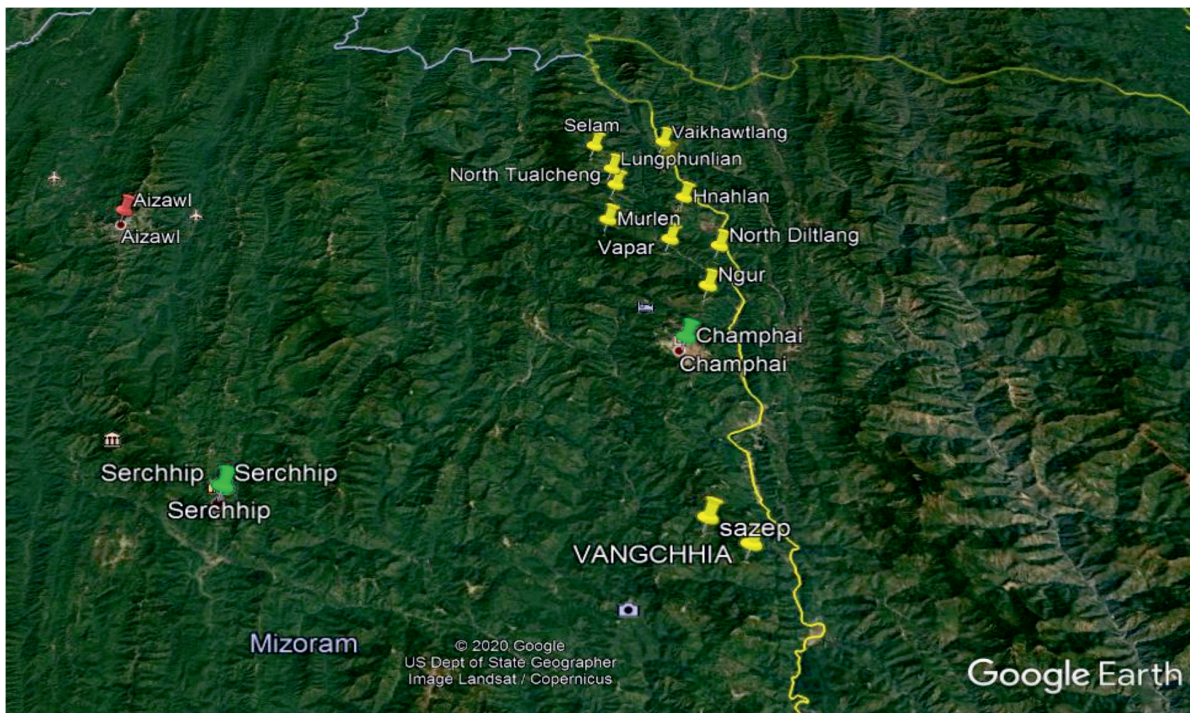 Selam
Vaikhawtlang
Lungphunlian
North Tualcheng
Hnahlan
Aizawl
Aizawl
Murlen
Vapar
North Diltlang
Ngur
Champhai
Champhai
Serchhip
Serchhip
Serchhip
sazep
VANGCHHIA
Mizoram
© 2020 Google
US Dept of State Geographer
Image Landsat / Copernicus
Google Earth